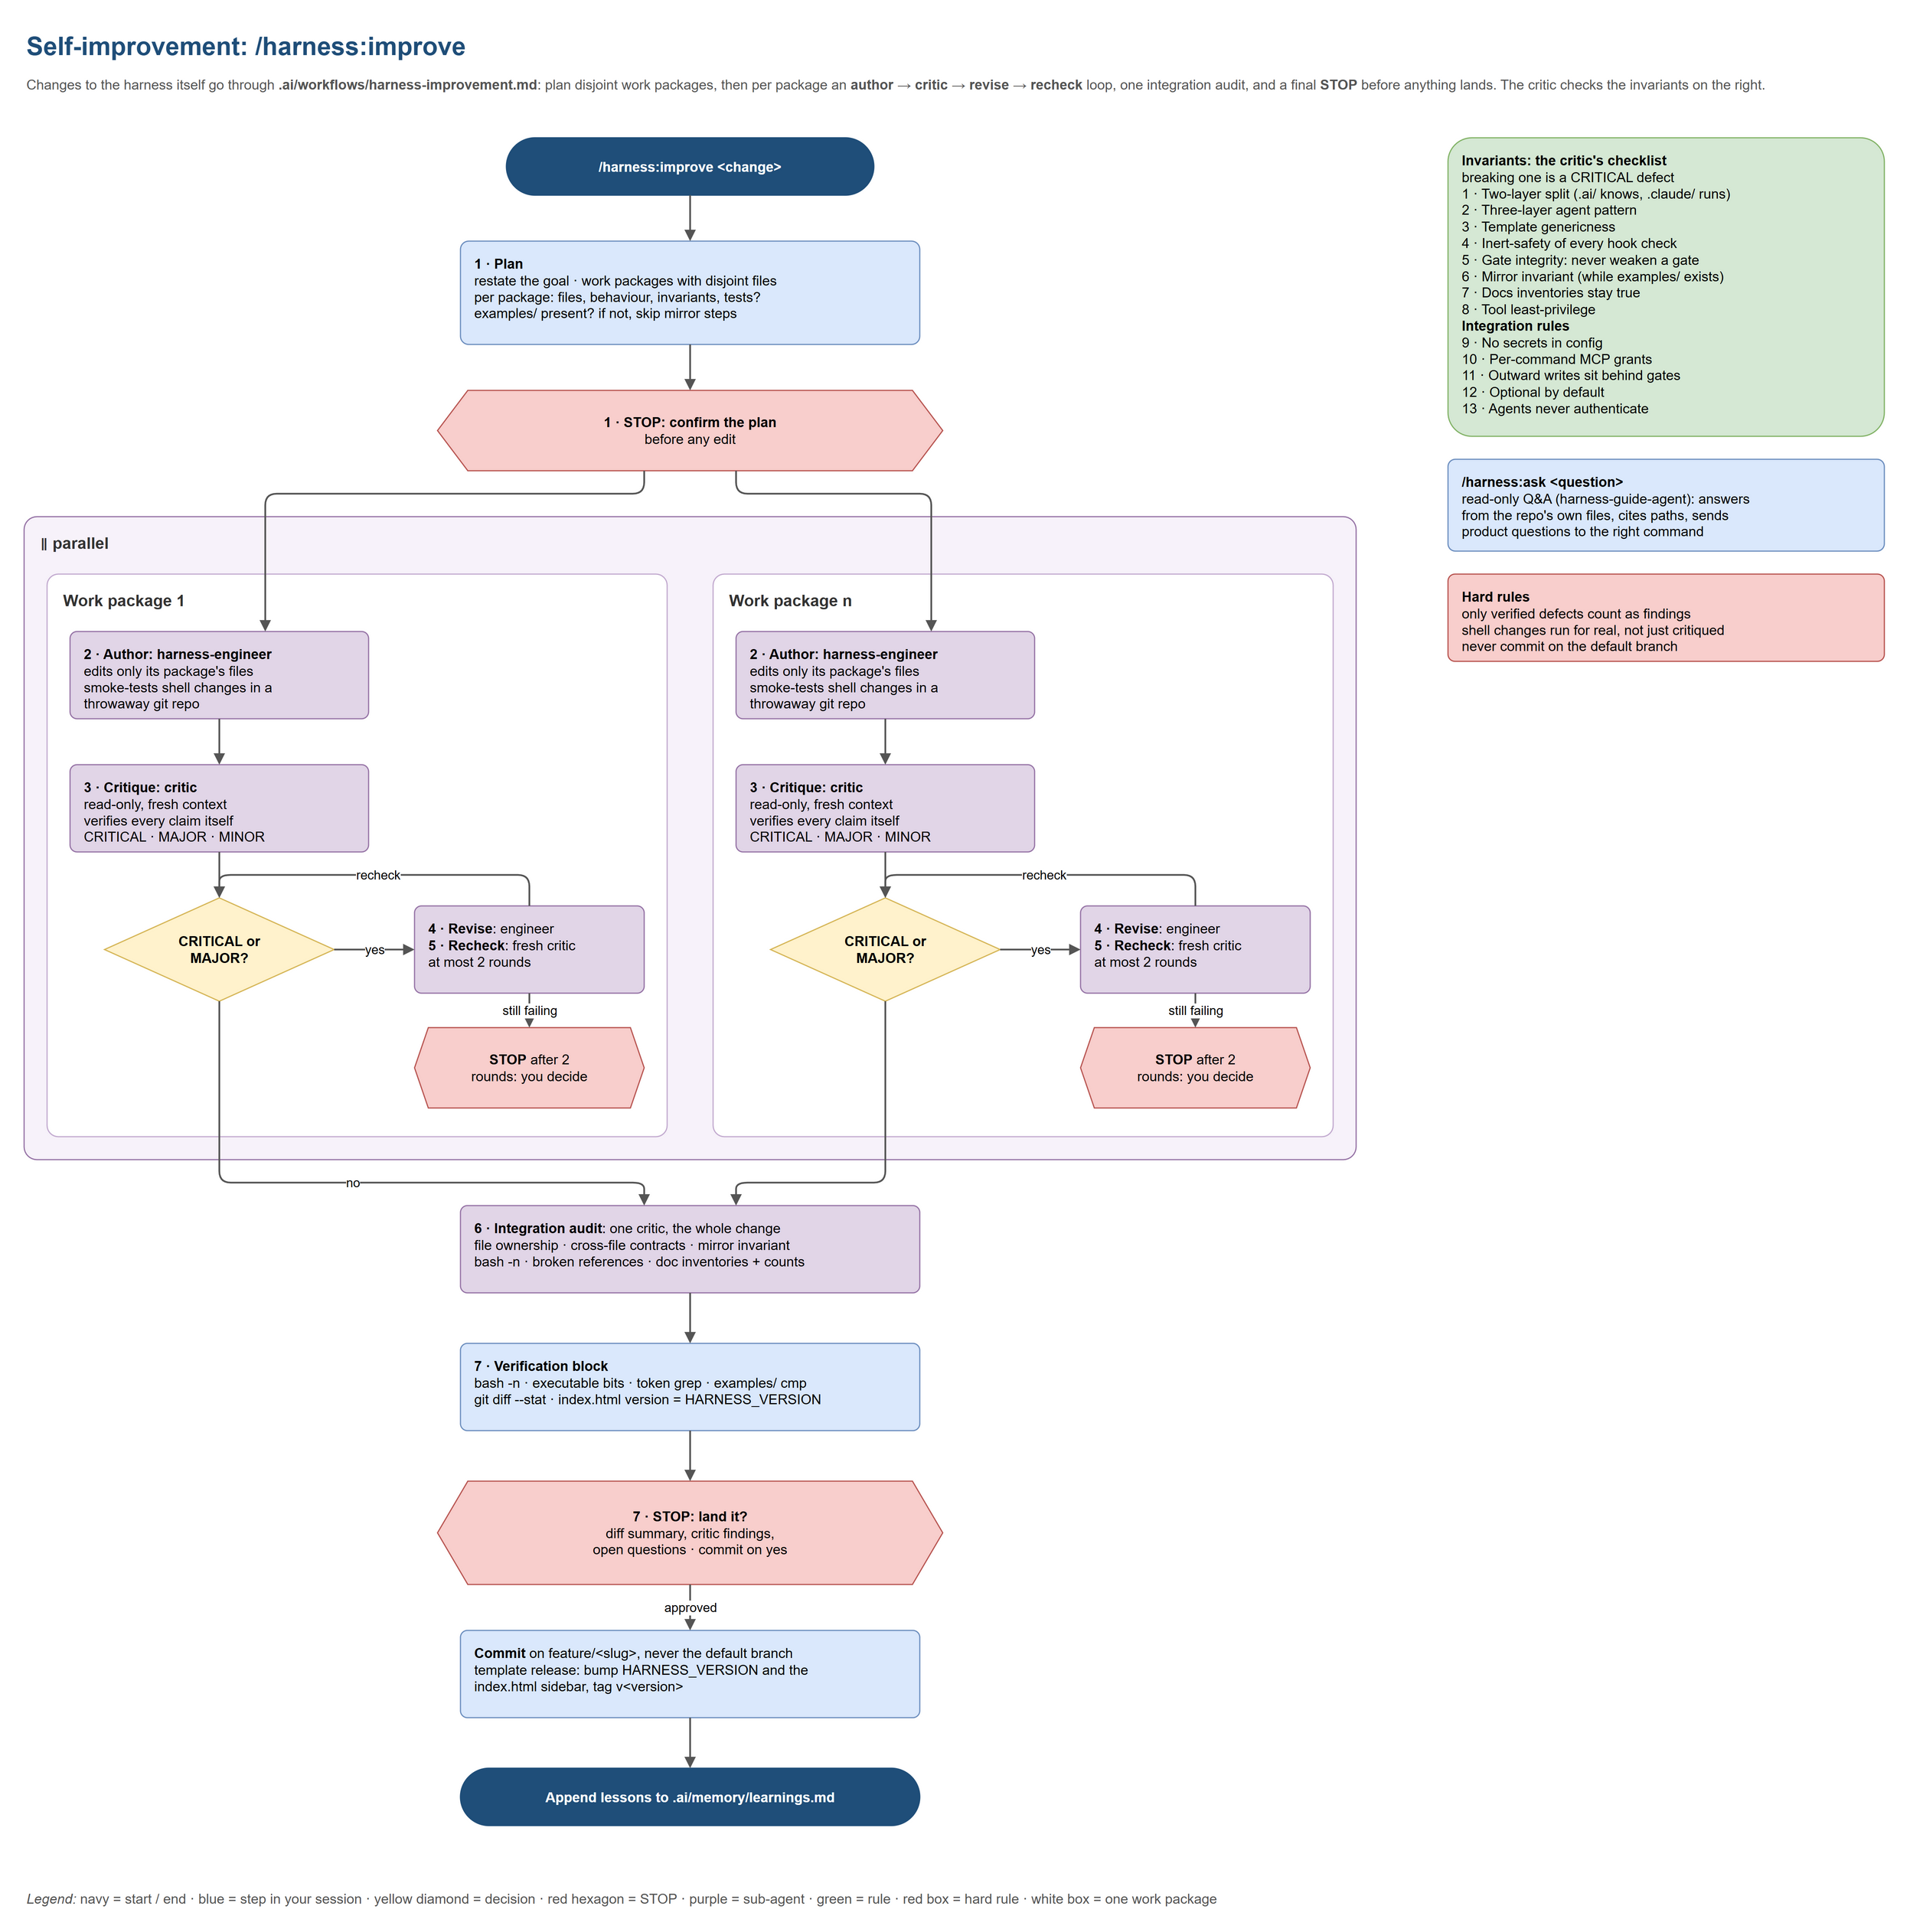 Self-improvement: /harness:improve
Changes to the harness itself go through .ai/workflows/harness-improvement.md: plan disjoint work packages, then per package an author → critic → revise → recheck loop, one integration audit, and a final STOP before anything lands. The critic checks the invariants on the right.
/harness:improve <change>
1 · Plan
restate the goal · work packages with disjoint files
per package: files, behaviour, invariants, tests?
examples/ present? if not, skip mirror steps
1 · STOP: confirm the plan
before any edit
Invariants: the critic's checklist
breaking one is a CRITICAL defect
1 · Two-layer split (.ai/ knows, .claude/ runs)
2 · Three-layer agent pattern
3 · Template genericness
4 · Inert-safety of every hook check
5 · Gate integrity: never weaken a gate
6 · Mirror invariant (while examples/ exists)
7 · Docs inventories stay true
8 · Tool least-privilege
Integration rules
9 · No secrets in config
10 · Per-command MCP grants
11 · Outward writes sit behind gates
12 · Optional by default
13 · Agents never authenticate
/harness:ask <question>
read-only Q&A (harness-guide-agent): answers
from the repo's own files, cites paths, sends
product questions to the right command
Hard rules
only verified defects count as findings
shell changes run for real, not just critiqued
never commit on the default branch
∥ parallel
Work package 1
2 · Author: harness-engineer
edits only its package's files
smoke-tests shell changes in a
throwaway git repo
3 · Critique: critic
read-only, fresh context
verifies every claim itself
CRITICAL · MAJOR · MINOR
recheck
CRITICAL or
MAJOR?
yes
4 · Revise: engineer
5 · Recheck: fresh critic
at most 2 rounds
still failing
STOP after 2
rounds: you decide
Work package n
2 · Author: harness-engineer
edits only its package's files
smoke-tests shell changes in a
throwaway git repo
3 · Critique: critic
read-only, fresh context
verifies every claim itself
CRITICAL · MAJOR · MINOR
recheck
CRITICAL or
MAJOR?
yes
4 · Revise: engineer
5 · Recheck: fresh critic
at most 2 rounds
still failing
STOP after 2
rounds: you decide
no
6 · Integration audit: one critic, the whole change
file ownership · cross-file contracts · mirror invariant
bash -n · broken references · doc inventories + counts
7 · Verification block
bash -n · executable bits · token grep · examples/ cmp
git diff --stat · index.html version = HARNESS_VERSION
7 · STOP: land it?
diff summary, critic findings,
open questions · commit on yes
approved
Commit on feature/<slug>, never the default branch
template release: bump HARNESS_VERSION and the
index.html sidebar, tag v<version>
Append lessons to .ai/memory/learnings.md
Legend: navy = start / end · blue = step in your session · yellow diamond = decision · red hexagon = STOP · purple = sub-agent · green = rule · red box = hard rule · white box = one work package